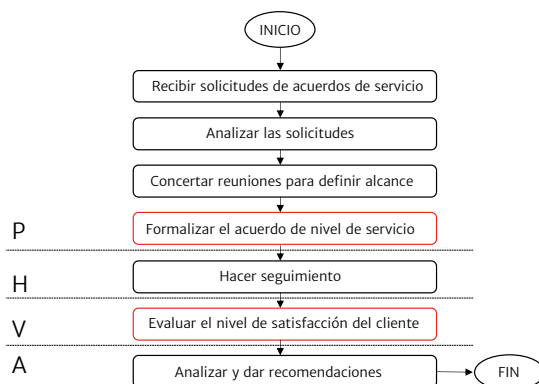 INICIO
Recibir solicitudes de acuerdos de servicio
Analizar las solicitudes
Concertar reuniones para definir alcance
P
Formalizar el acuerdo de nivel de servicio
H
Hacer seguimiento
V
Evaluar el nivel de satisfacción del cliente
A
Analizar y dar recomendaciones
FIN